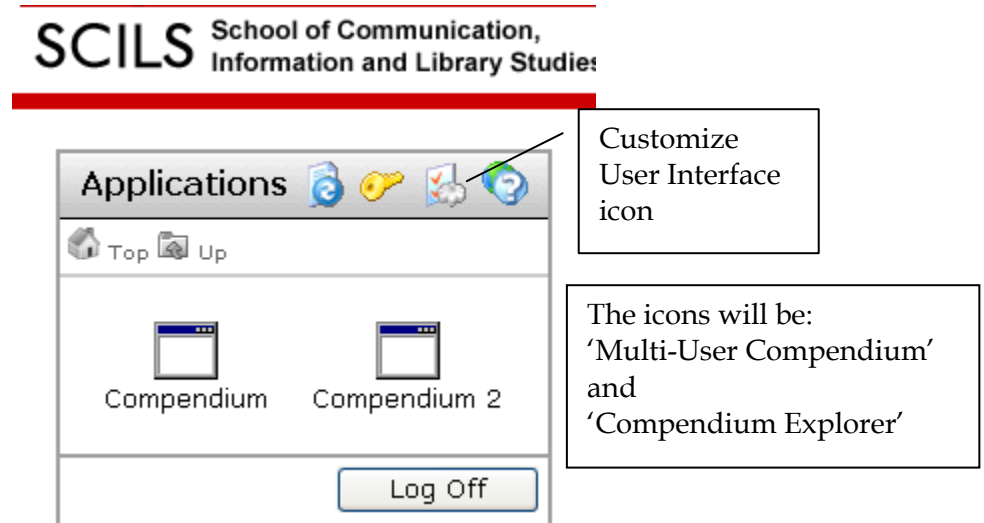 SCILS School of Communication,
Information and Library Studies
Customize
User Interface
icon
Applications
Top Up
The icons will be:
‘Multi-User Compendium’
and
‘Compendium Explorer’
Compendium Compendium 2
Log Off